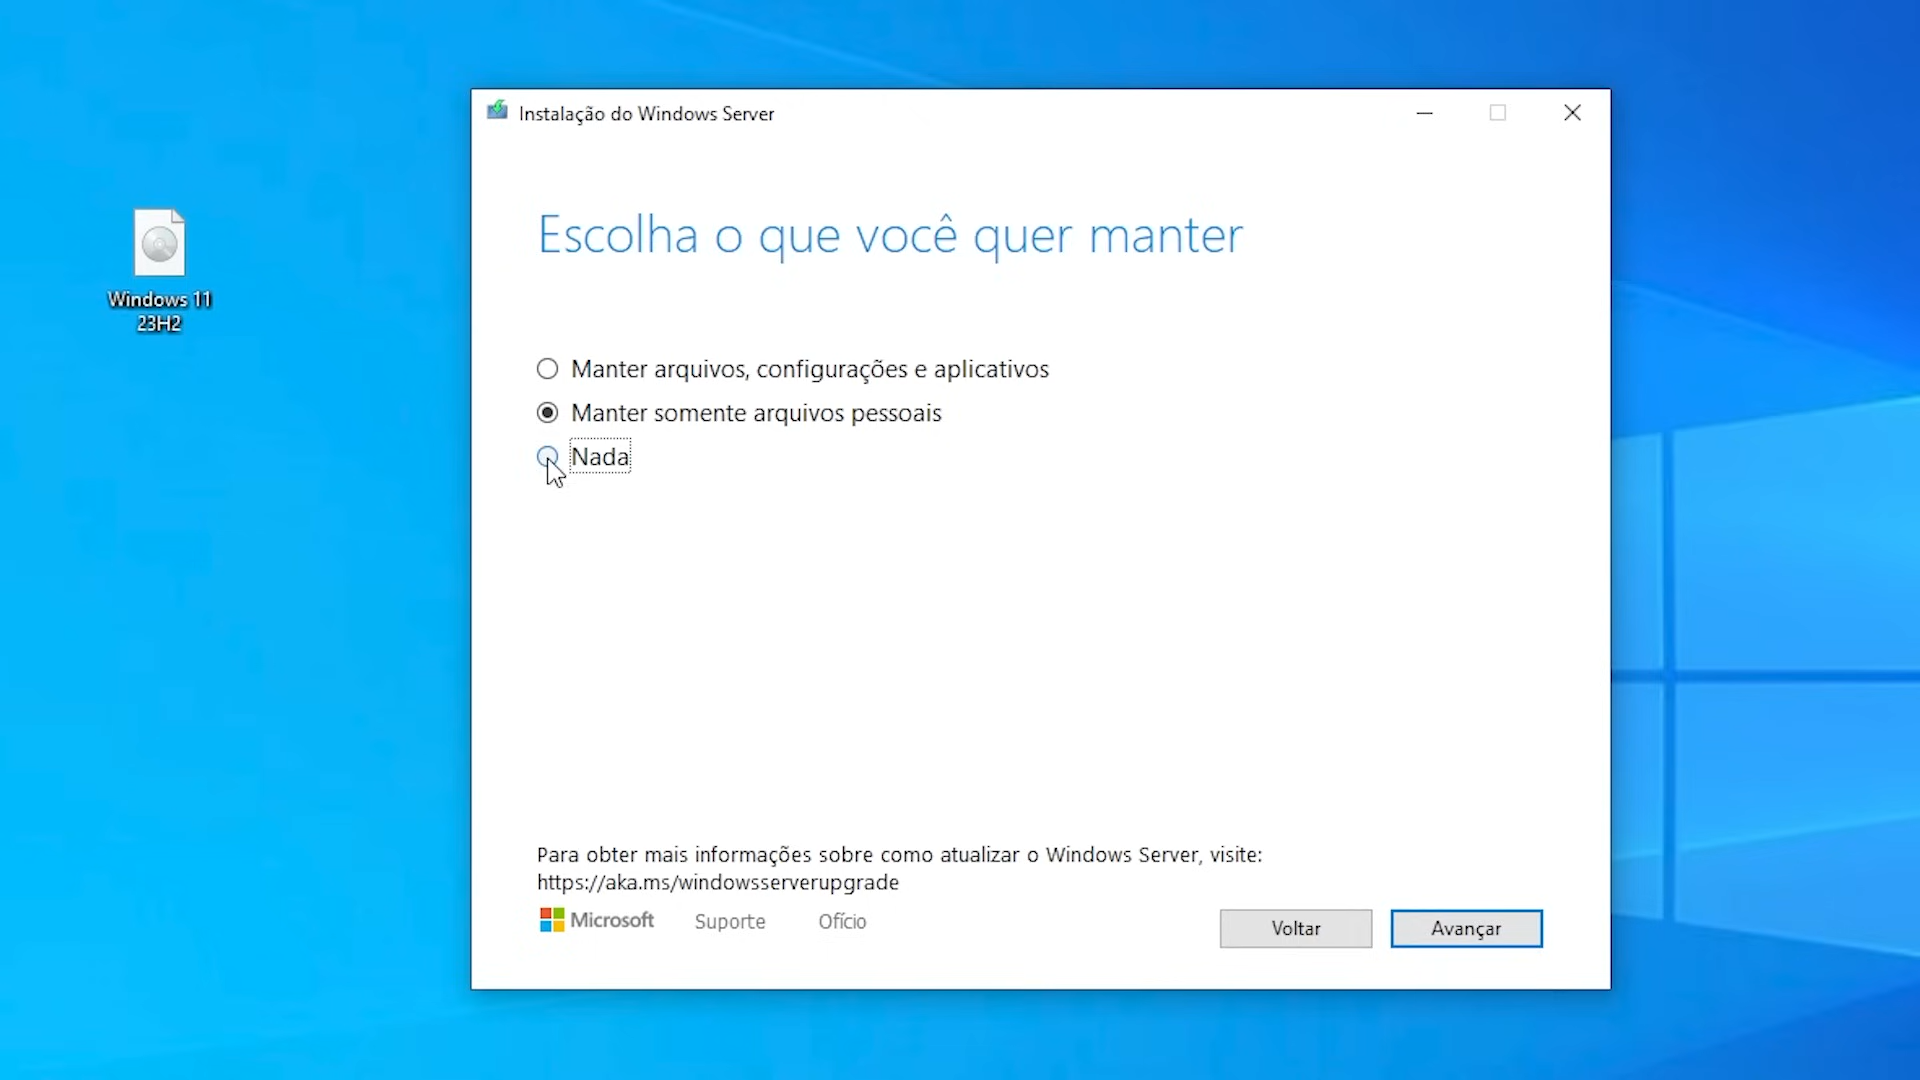 Instalação do Windows Server
Windows 11
23H2
Escolha o que você quer manter
Manter arquivos, configurações e aplicativos
Manter somente arquivos pessoais
Nada
Para obter mais informações sobre como atualizar o Windows Server, visite:
https://aka.ms/windowsserverupgrade
Microsoft Suporte Ofício Voltar Avançar